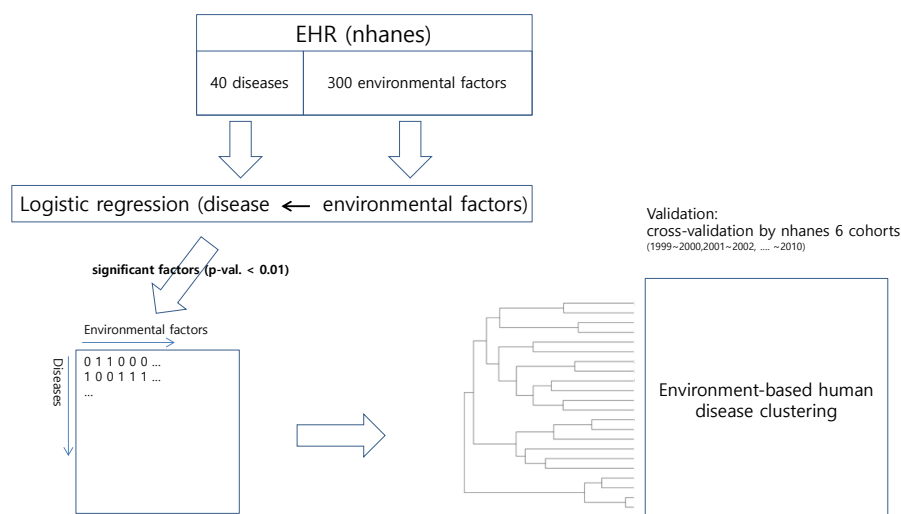 EHR (nhanes)
40 diseases
300 environmental factors
Logistic regression (disease ← environmental factors)
significant factors (p-val. < 0.01)
Environmental factors
Diseases
0 1 1 0 0 0 ...
1 0 0 1 1 1 ...
...
Validation:
cross-validation by nhanes 6 cohorts
(1999~2000,2001~2002, .... ~2010)
Environment-based human
disease clustering